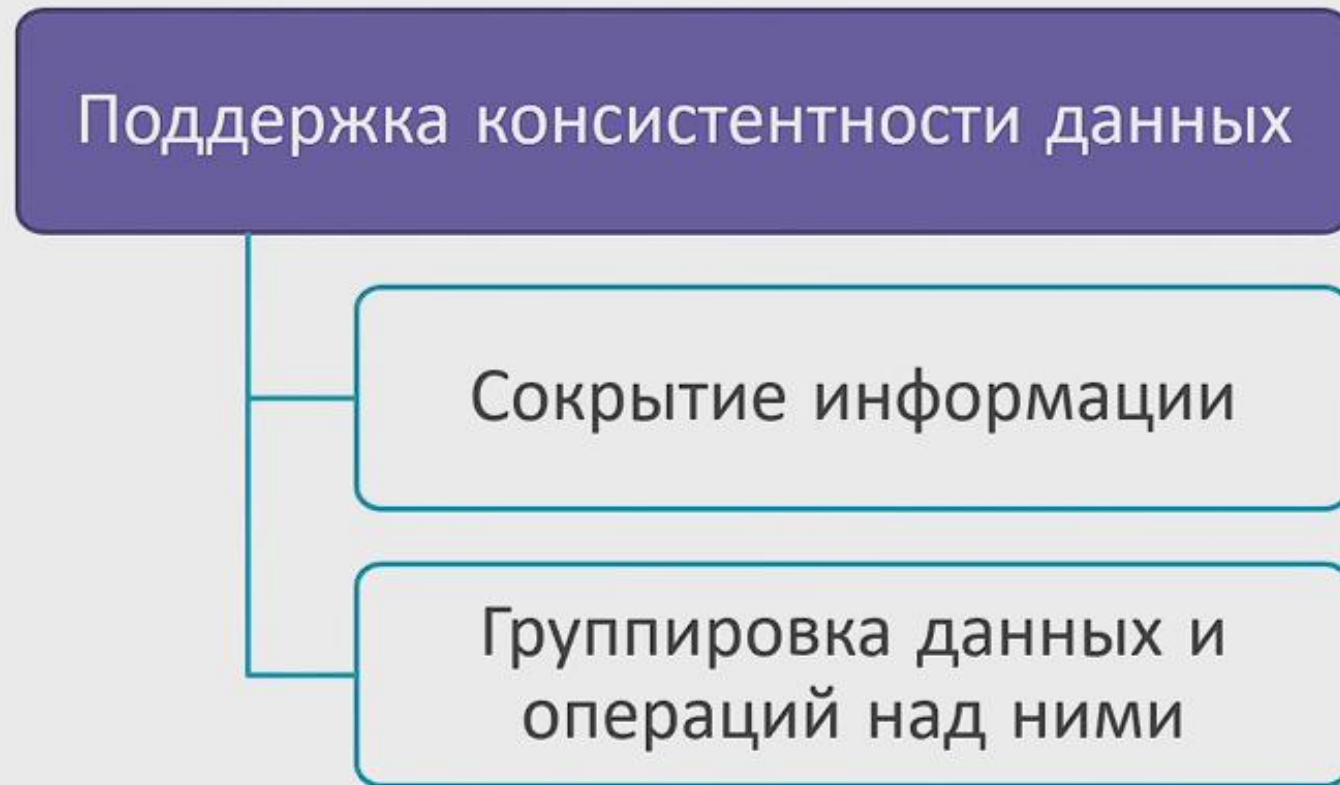 Поддержка консистентности данных
Сокрытие информации
Группировка данных и
операций над ними